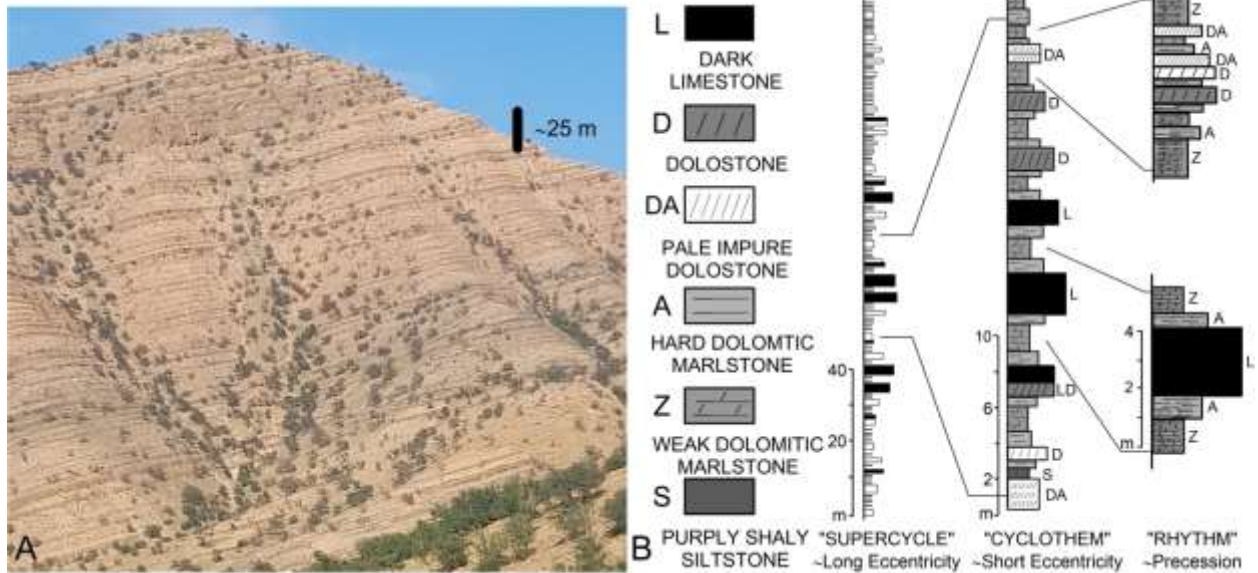 ~25 m
A
B
L
DARK
LIMESTONE
D
DOLOSTONE
DA
PALE IMPURE
DOLOSTONE
A
HARD DOLOMTIC
MARLSTONE
Z
WEAK DOLOMITIC
MARLSTONE
S
PURPLY SHALY
SILTSTONE
40
20
m
"SUPERCYCLE"
~Long Eccentricity
DA
D
D
L
L
10
LD
6
D
S
2
DA
m
"CYCLOTHEM"
~Short Eccentricity
Z
DA
A
DA
D
D
A
Z
Z
A
4
L
2
A
m
Z
"RHYTHM"
~Precession